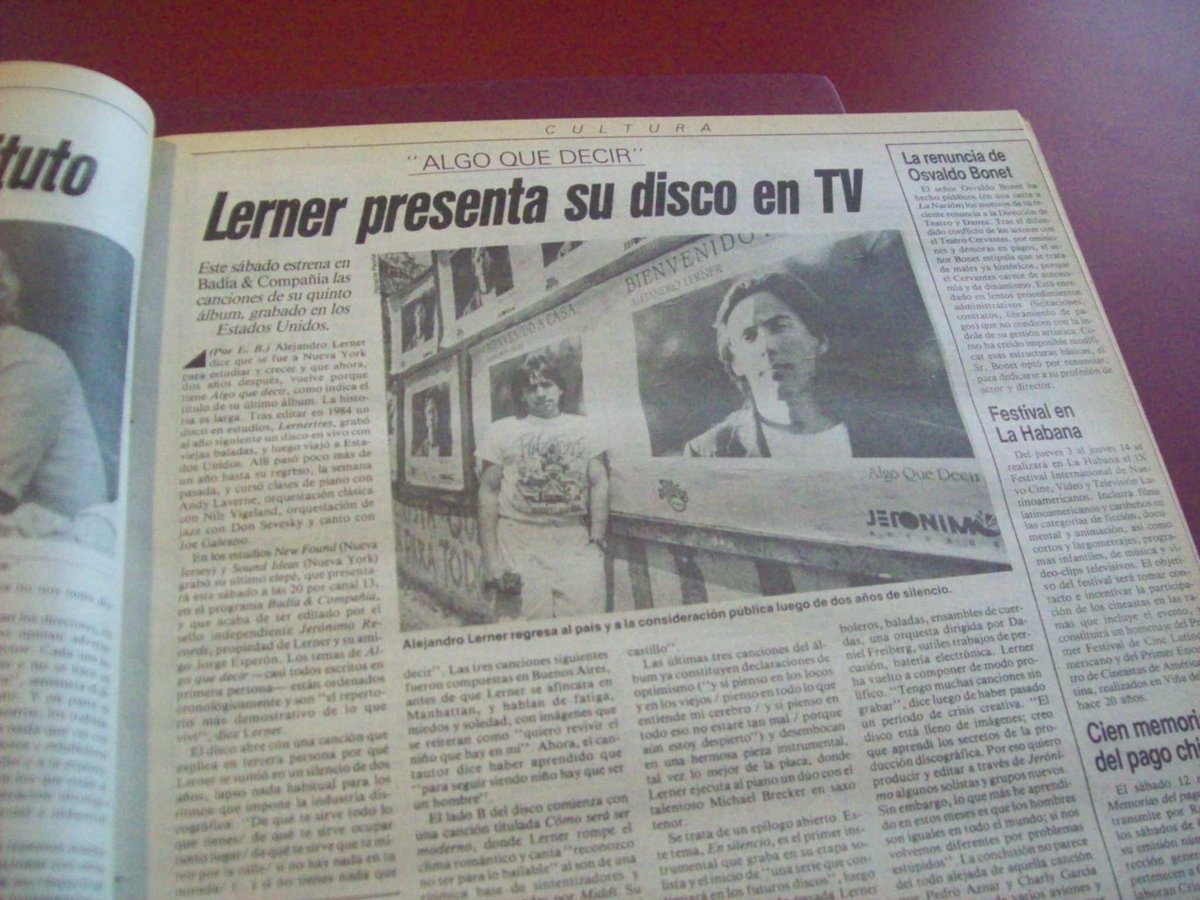 tuto
CULTURA
"ALGO QUE DECIR"
Lerner presenta su disco en TV
Este sábado estrena en
Badía & Compañía las
canciones de su quinto
álbum, grabado en los
Estados Unidos.
(Por E. B.) Alejandro Lerner
dice que se fue a Nueva York
para estudiar y crecer y que ahora,
dos años después, vuelve porque
tiene Algo que decir, como indica el
título de su último álbum. La histo-
ria es larga. Tras editar en 1984 un
disco en estudios, Lernertres, grabó
al año siguiente un disco en vivo con
viejas baladas, y luego viajó a Esta-
dos Unidos. Allí pasó poco más de
un año hasta su regreso, la semana
pasada, y cursó clases de piano con
Andy Laverne, orquestación clásica
con Nils Vigeland, orquestación de
jazz con Don Sevesky y canto con
Joe Galeano.
En los estudios New Found (Nueva
Jersey) y Sound Ideas (Nueva York)
grabó su último elepé, que presenta-
rá este sábado a las 20 por canal 13,
en el programa Badía & Compañía,
y que acaba de ser editado por el
sello independiente Jerónimo Re-
cords, propiedad de Lerner y su ami-
go Jorge Esperón. Los temas de Al-
go que decir —casi todos escritos en
primera persona— están ordenados
cronológicamente y son "el reperto-
rio más demostrativo de lo que
viví", dice Lerner.
El disco abre con una canción que
explica en tercera persona por qué
Lerner se sumió en un silencio de dos
años, lapso nada habitual para los
ritmos que impone la industria dis-
cográfica: "De qué te sirve todo lo
que tienes/ de qué te sirve ocupar
BIENVENIDO A CASA,
BIENVENIDO
ALEJANDRO LERNER
Algo Que Decir
JERONIMO
RECORDS
PARA TODO
Alejandro Lerner regresa al país y a la consideración pública luego de dos años de silencio.
decir". Las tres canciones siguientes
fueron compuestas en Buenos Aires,
antes de que Lerner se afincara en
Manhattan, y hablan de fatiga,
miedos y soledad, con imágenes que
se reiteran como "quiero revivir el
niño que hay en mí". Ahora, el can-
tautor dice haber aprendido que
"para seguir siendo niño hay que ser
un hombre".
El lado B del disco comienza con
una canción titulada Cómo será ser
moderno, donde Lerner rompe el
clima romántico y canta "reconozco
no ser para lo bailable" al son de una
rítmica base de sintetizadores y
por Middi. Su
castillo".
Las últimas tres canciones del ál-
bum ya constituyen declaraciones de
optimismo ("y si pienso en los locos
y en los viejos / pienso en todo lo que
entiende mi cerebro / y si pienso en
todo eso no estaré tan mal / porque
aún estoy despierto") y desembocan
en una hermosa pieza instrumental,
tal vez lo mejor de la placa, donde
Lerner ejecuta al piano un dúo con el
talentoso Michael Brecker en saxo
tenor.
Se trata de un epílogo abierto. Es-
te tema, En silencio, es el primer ins-
trumental que graba en su etapa so-
lista y el inicio de "una serie que con-
en los futuros discos", luego
pasada Lerner
boleros, baladas, ensambles de cuer-
das, una orquesta dirigida por Da-
niel Freiberg, sutiles trabajos de per-
cusión, batería electrónica. Lerner
ha vuelto a componer de modo pro-
lífico. "Tengo muchas canciones sin
grabar", dice luego de haber pasado
un período de crisis creativa. "El
disco está lleno de imágenes; creo
que aprendí los secretos de la pro-
ducción discográfica. Por eso quiero
producir y editar a través de Jeróni-
mo algunos solistas y grupos nuevos.
Sin embargo, lo que más he aprendi-
do en estos meses es que los hombres
son iguales en todo el mundo; si nos
volvemos diferentes por problemas
estupidos". La conclusión no parece
del todo alejada de aquella canción
que Pedro Aznar y Charly García
de varios aviones y
La renuncia de
Osvaldo Bonet
El señor Osvaldo Bonet ha
hecho públicos (en una carta a
La Nación) los motivos de su re-
ciente renuncia a la Dirección de
Teatro y Danza. Tras el difun-
dido conflicto de los actores con
el Teatro Cervantes, por omisio-
nes y demoras en pagos, el se-
ñor Bonet estipula que se trata
de males ya históricos, porque
el Cervantes carece de autono-
mía y de dinamismo. Está enre-
dado en lentos procedimientos
administrativos (licitaciones,
contratos, libramiento de pa-
gos) que no condicen con la ín-
dole de su gestión artística. Co-
mo ha creído imposible modifi-
car esas estructuras básicas, el
Sr. Bonet optó por renunciar,
para dedicarse a su profesión de
actor y director.
Festival en
La Habana
Del jueves 3 al jueves 14 se
realizará en La Habana el IX
Festival Internacional de Nue-
vo Cine, Video y Televisión La-
tinoamericanos. Incluirá films
latinoamericanos y caribeños en
las categorías de ficción, docu-
mental y animación, así como
cortos y largometrajes, progra-
mas infantiles, de música y vi-
deo-clips televisivos. El objeti-
vo del festival será tomar con-
tacto e incentivar la participa-
ción de los cineastas en las ra-
mas que incluye el evento, y
constituirá un homenaje del Pri-
mer Festival de Cine Latino-
americano y del Primer Encuen-
tro de Cineastas de América
tina, realizados en Viña de
hace 20 años.
Cien memori
del pago chi
El sábado 12
Memorias del pa
transmite por
los sábados de
su emisión
rección gener
pertenecen a
laboran Cris